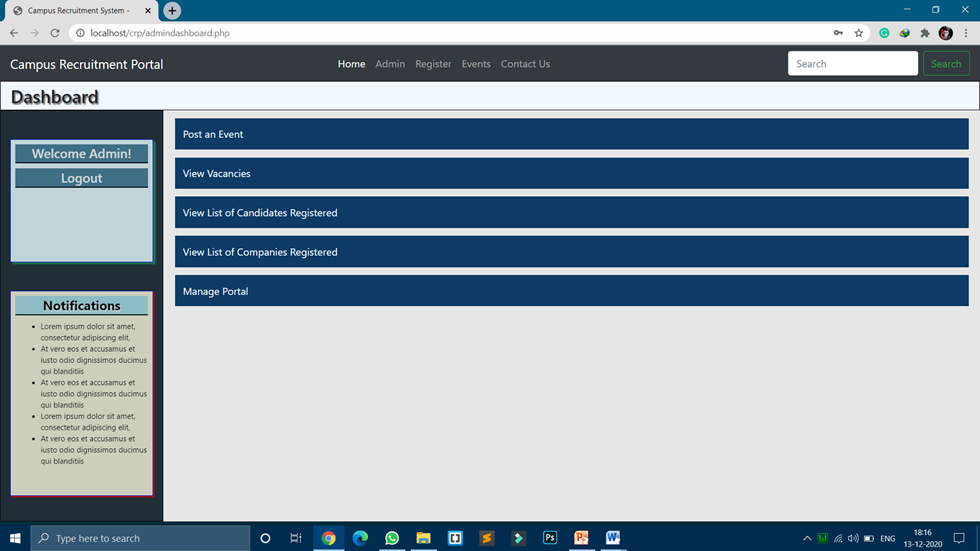 Campus Recruitment System -
localhost/crp/admindashboard.php
Campus Recruitment Portal
Home Admin Register Events Contact Us
Search
Search
Dashboard
Welcome Admin!
Logout
Notifications
Lorem ipsum dolor sit amet,
consectetur adipiscing elit,
At vero eos et accusamus et
iusto odio dignissimos ducimus
qui blanditiis
At vero eos et accusamus et
iusto odio dignissimos ducimus
qui blanditiis
Lorem ipsum dolor sit amet,
consectetur adipiscing elit,
At vero eos et accusamus et
iusto odio dignissimos ducimus
qui blanditiis
Post an Event
View Vacancies
View List of Candidates Registered
View List of Companies Registered
Manage Portal
Type here to search
Ps
ENG
18:16
13-12-2020